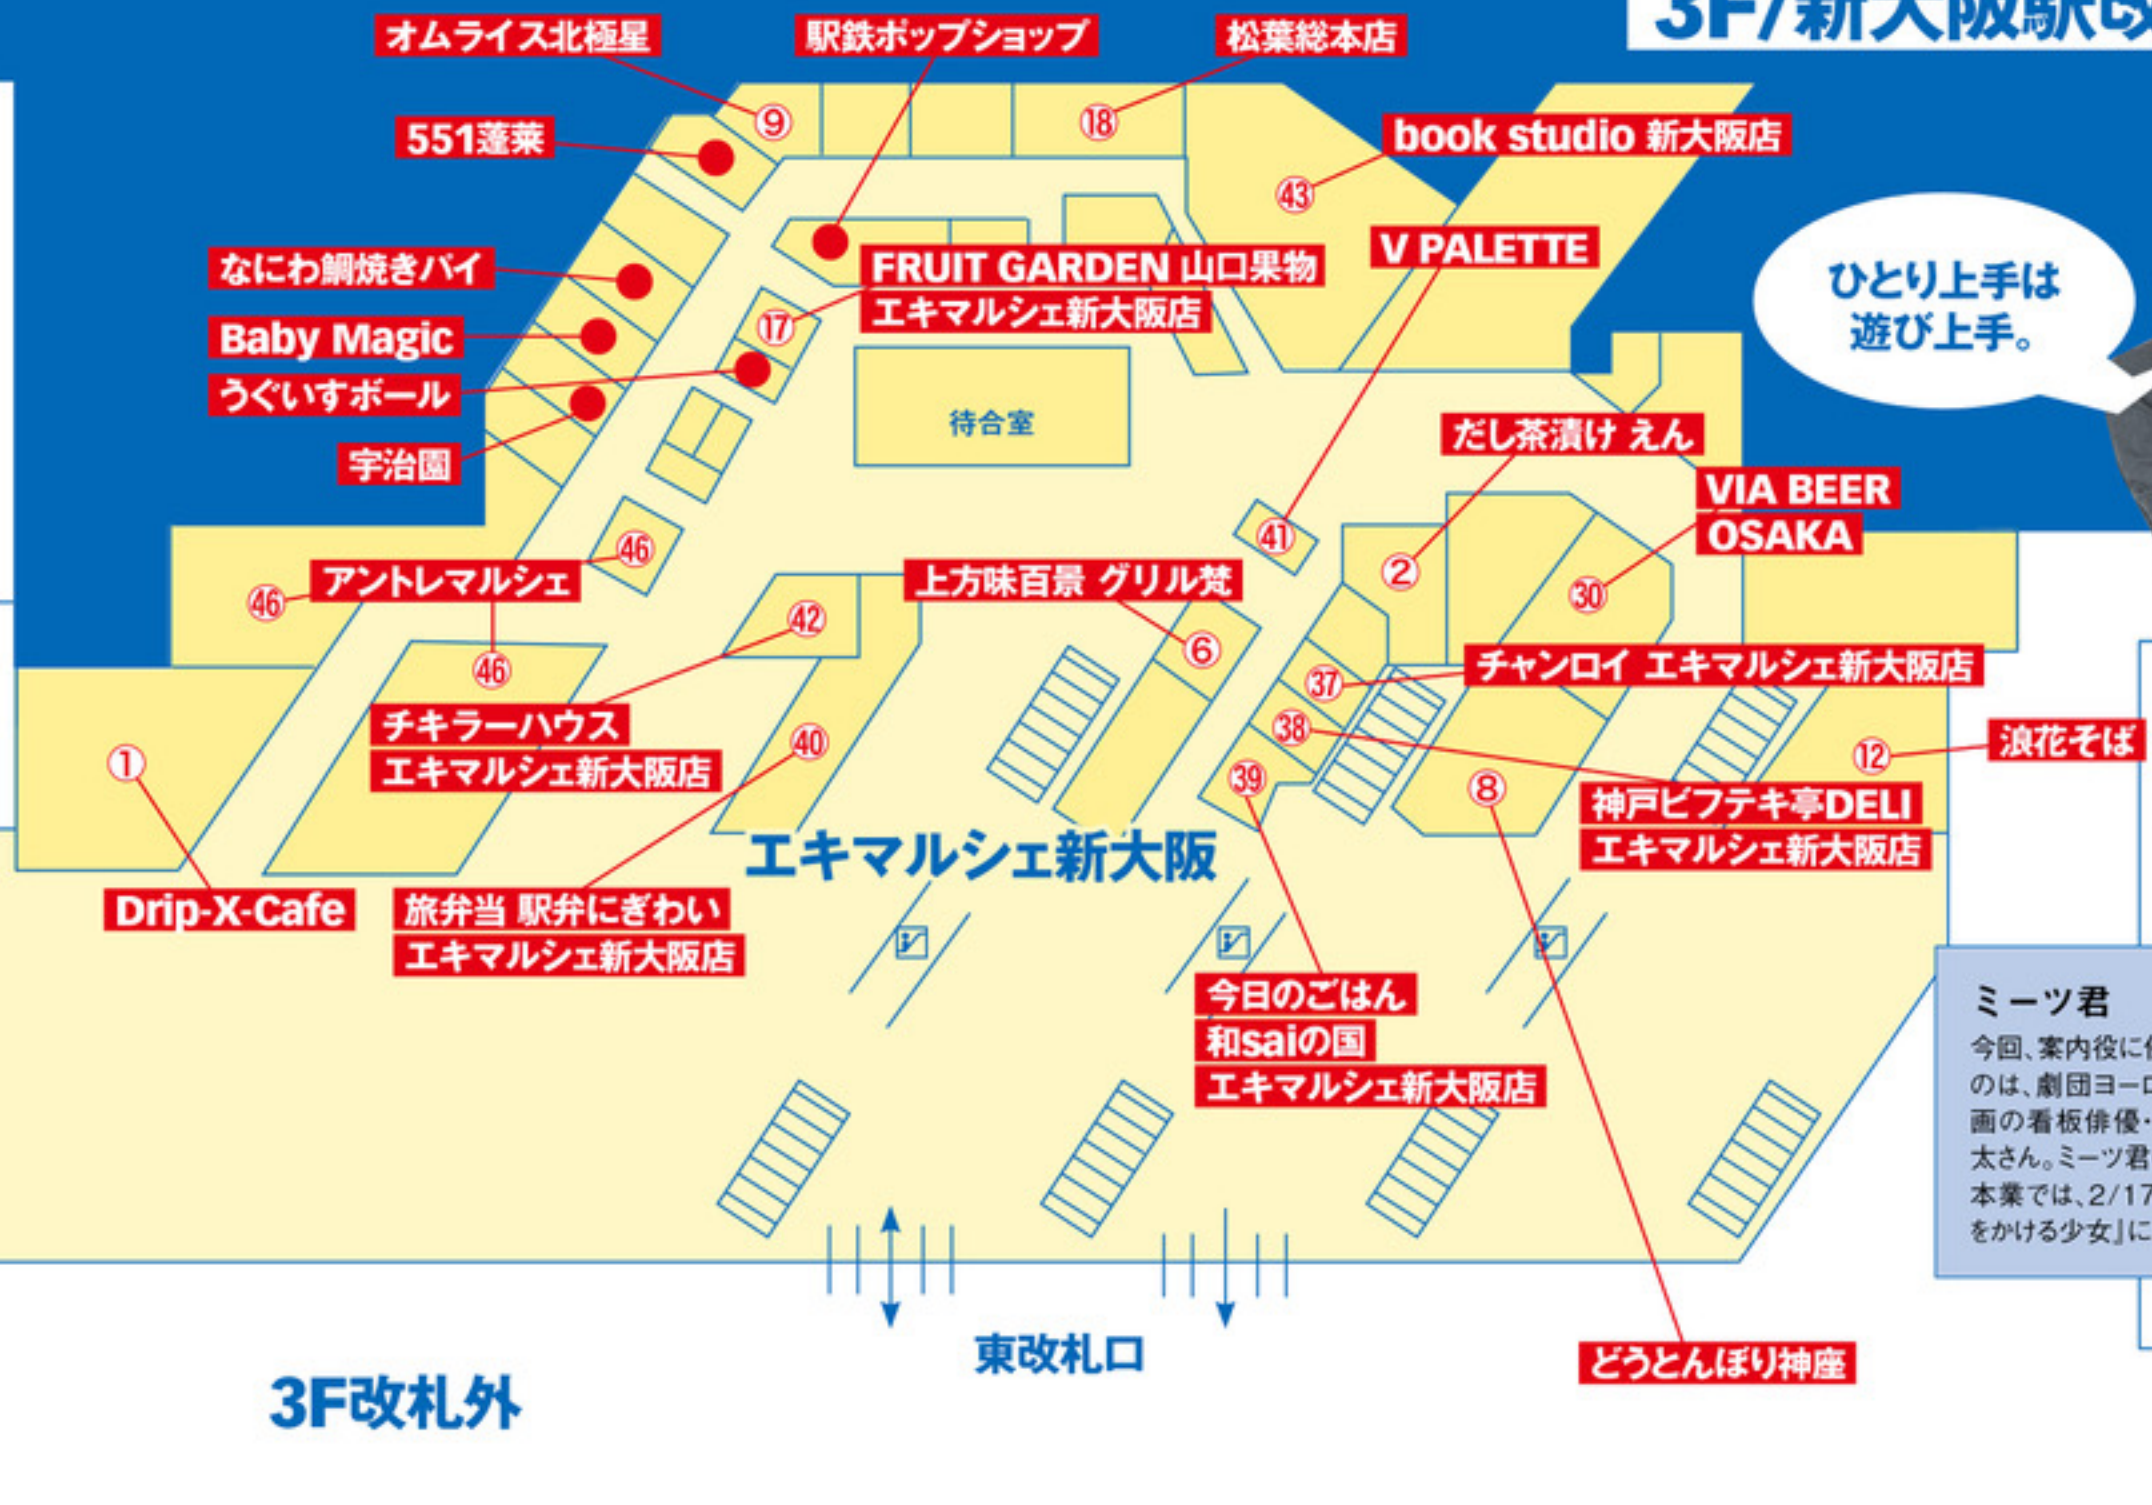 3F/新大阪駅改
オムライス北極星
駅鉄ポップショップ
松葉総本店
⑨
⑱
551蓬莱
book studio 新大阪店
㊸
なにわ鯛焼きパイ
FRUIT GARDEN 山口果物
エキマルシェ新大阪店
⑰
V PALETTE
ひとり上手は
遊び上手。
Baby Magic
うぐいすボール
宇治園
待合室
だし茶漬け えん
VIA BEER
OSAKA
㊶
②
㉚
アントレマルシェ
㊻
㊻
㊻
上方味百景 グリル梵
㊷
⑥
チャンロイ エキマルシェ新大阪店
㊲
チキラーハウス
エキマルシェ新大阪店
㊵
㊳
浪花そば
⑫
①
㊴
⑧
神戸ビフテキ亭DELI
エキマルシェ新大阪店
エキマルシェ新大阪
Drip-X-Cafe
旅弁当 駅弁にぎわい
エキマルシェ新大阪店
今日のごはん
和saiの国
エキマルシェ新大阪店
ミーツ君
今回、案内役に
のは、劇団ヨーロ
画の看板俳優・
太さん。ミーツ君
本業では、2/17
をかける少女』に
東改札口
どうとんぼり神座
3F改札外